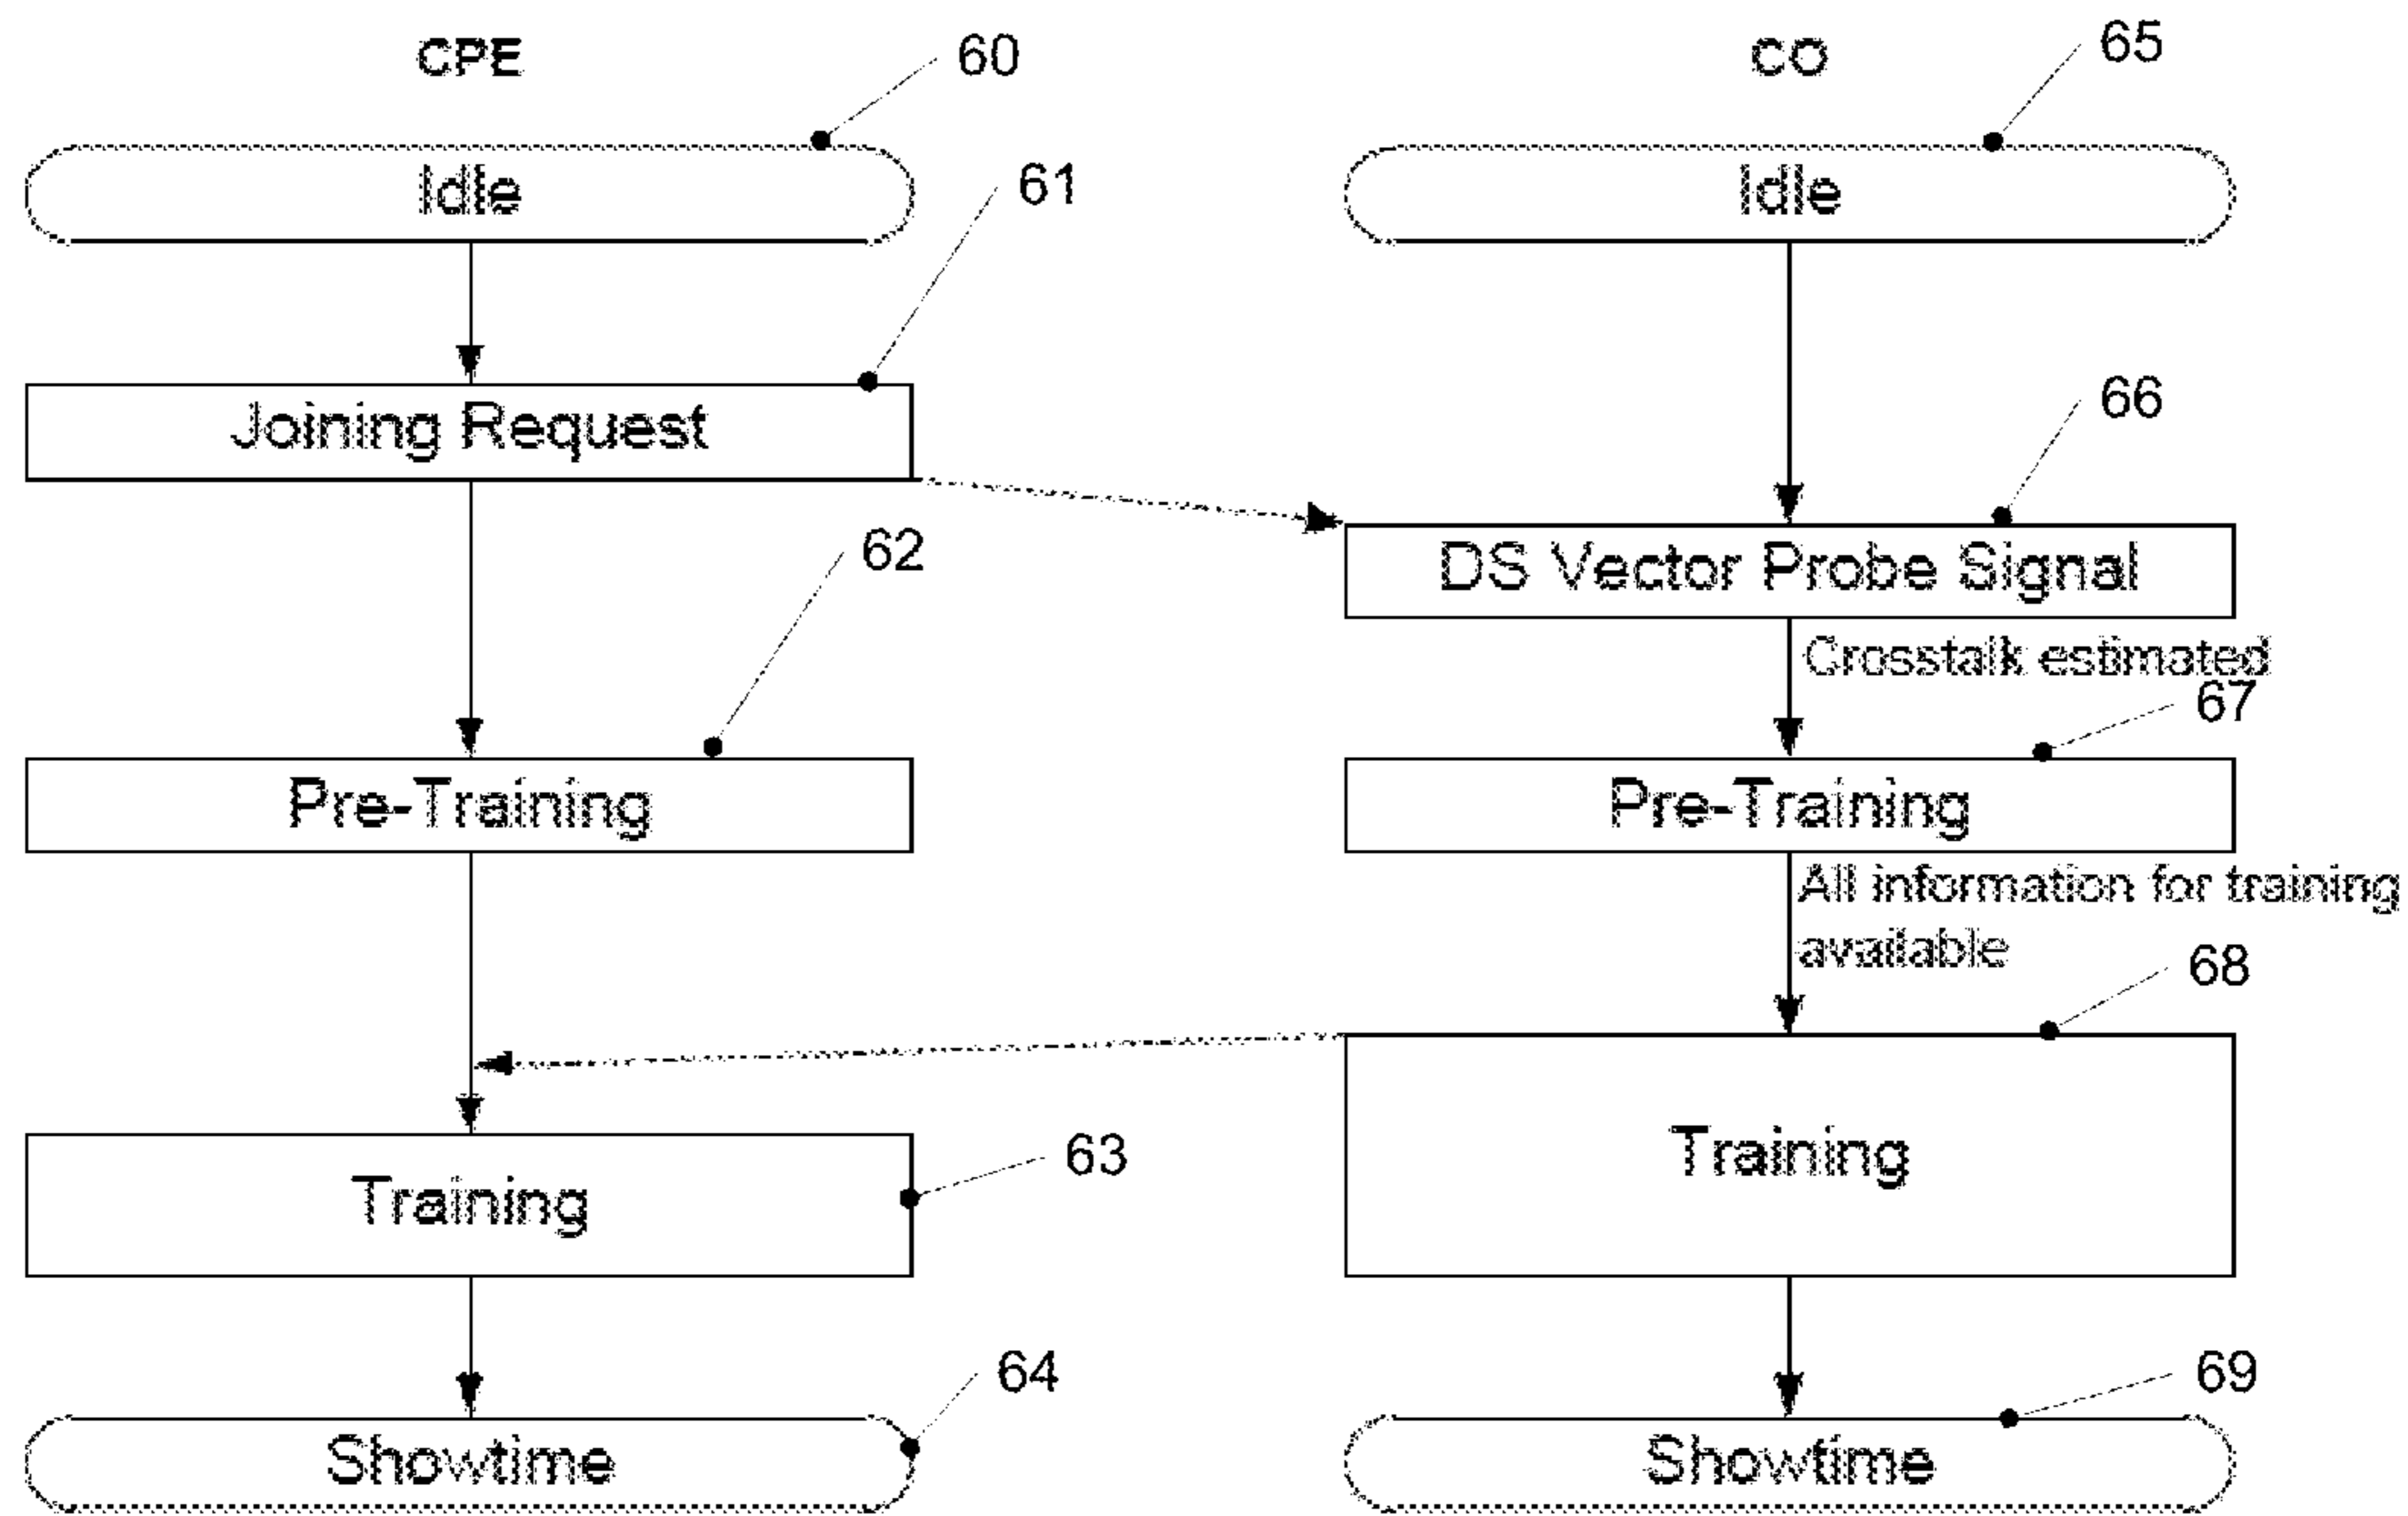 CPE
60
CO
65
Idle
Idle
61
Joining Request
66
62
DS Vector Probe Signal
Crosstalk estimated
67
Pre-Training
Pre-Training
All information for training
available
68
Training
63
Training
64
69
Showtime
Showtime